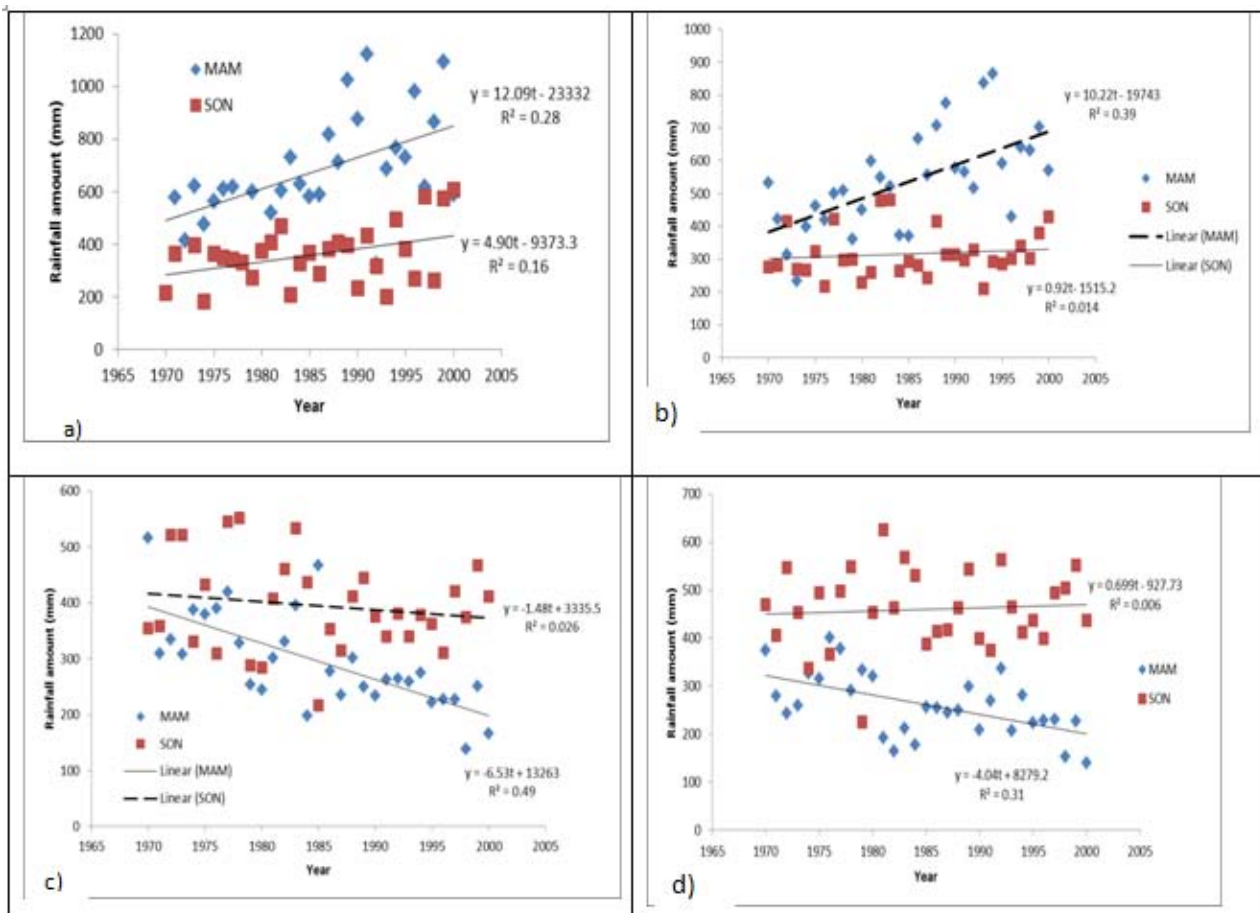 1200
1000
800
600
400
200
0
Rainfall amount (mm)
MAM
SON
y = 12.09t - 23332
R² = 0.28
y = 4.90t - 9373.3
R² = 0.16
1965 1970 1975 1980 1985 1990 1995 2000 2005
Year
a)
1000
900
800
700
600
500
400
300
200
100
0
Rainfall amount (mm)
y = 10.22t - 19743
R² = 0.39
MAM
SON
Linear (MAM)
Linear (SON)
y = 0.92t- 1515.2
R² = 0.014
1965 1970 1975 1980 1985 1990 1995 2000 2005
Year
b)
600
500
400
300
200
100
0
Rainfall amount (mm)
y = -1.48t + 3335.5
R² = 0.026
MAM
SON
Linear (MAM)
Linear (SON)
y = -6.53t + 13263
R² = 0.49
1965 1970 1975 1980 1985 1990 1995 2000 2005
Year
c)
700
600
500
400
300
200
100
0
Rainfall amount (mm)
y = 0.699t - 927.73
R² = 0.006
MAM
SON
y = -4.04t + 8279.2
R² = 0.31
1965 1970 1975 1980 1985 1990 1995 2000 2005
Year
d)